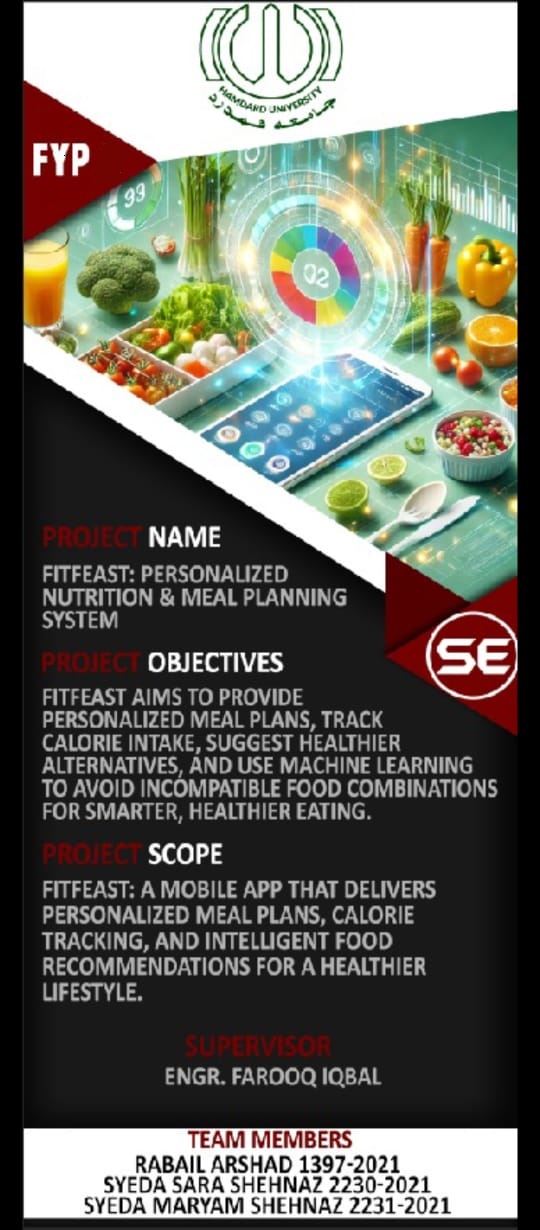 HAMDARD UNIVERSITY
جامعہ ہمدرد
FYP
99
02
PROJECT NAME
FITFEAST: PERSONALIZED
NUTRITION & MEAL PLANNING
SYSTEM
SE
PROJECT OBJECTIVES
FITFEAST AIMS TO PROVIDE
PERSONALIZED MEAL PLANS, TRACK
CALORIE INTAKE, SUGGEST HEALTHIER
ALTERNATIVES, AND USE MACHINE LEARNING
TO AVOID INCOMPATIBLE FOOD COMBINATIONS
FOR SMARTER, HEALTHIER EATING.
PROJECT SCOPE
FITFEAST: A MOBILE APP THAT DELIVERS
PERSONALIZED MEAL PLANS, CALORIE
TRACKING, AND INTELLIGENT FOOD
RECOMMENDATIONS FOR A HEALTHIER
LIFESTYLE.
SUPERVISOR
ENGR. FAROOQ IQBAL
TEAM MEMBERS
RABAIL ARSHAD 1397-2021
SYEDA SARA SHEHNAZ 2230-2021
SYEDA MARYAM SHEHNAZ 2231-2021